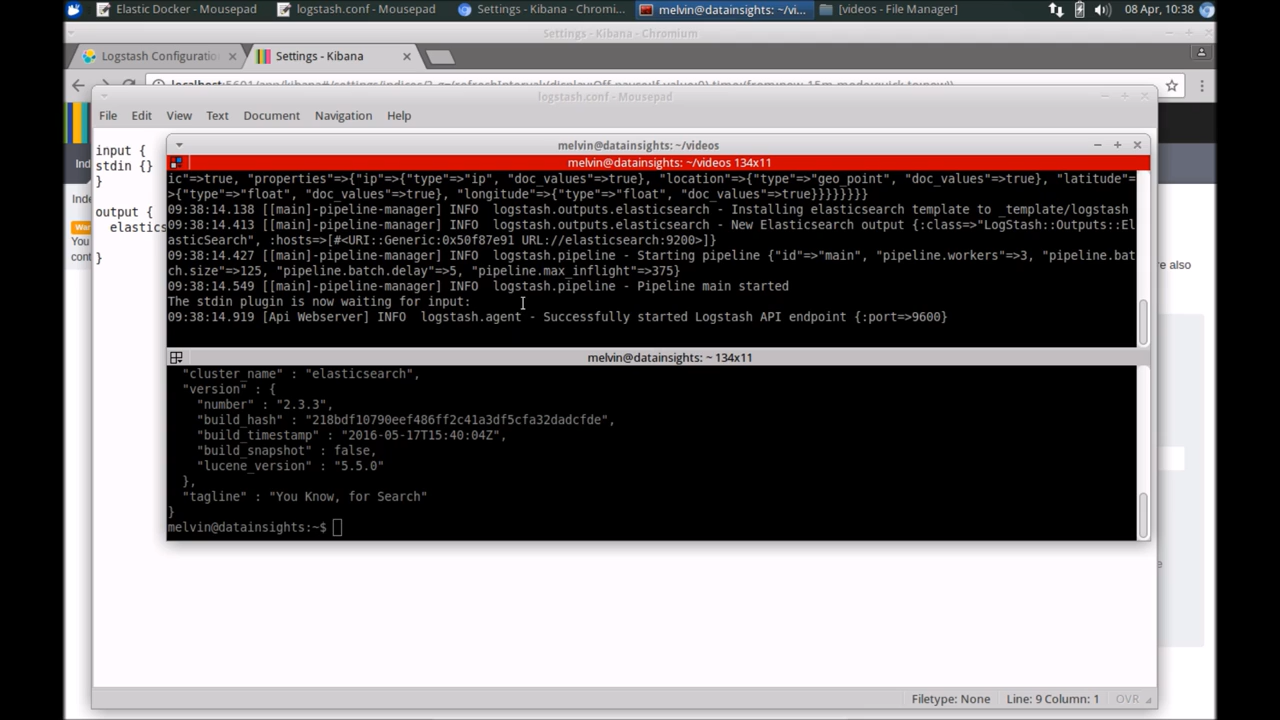 Elastic Docker - Mousepad
logstash.conf - Mousepad
Settings - Kibana - Chromi...
melvin@datainsights: ~/vi...
[videos - File Manager]
08 Apr, 10:38
Settings - Kibana - Chromium
Logstash Configuratio
Settings - Kibana
logstash.conf - Mousepad
File Edit View Text Document Navigation Help
input {
stdin {}
}
output {
elastics
}
Ind
Inde
War
You
cont
re also
melvin@datainsights: ~/videos
melvin@datainsights: ~/videos 134x11
ic"=>true, "properties"=>{"ip"=>{"type"=>"ip", "doc_values"=>true}, "location"=>{"type"=>"geo_point", "doc_values"=>true}, "latitude"=
>{"type"=>"float", "doc_values"=>true}, "longitude"=>{"type"=>"float", "doc_values"=>true}}}}}}}
09:38:14.138 [[main]-pipeline-manager] INFO  logstash.outputs.elasticsearch - Installing elasticsearch template to _template/logstash
09:38:14.413 [[main]-pipeline-manager] INFO  logstash.outputs.elasticsearch - New Elasticsearch output {:class=>"LogStash::Outputs::El
asticSearch", :hosts=>[#<URI::Generic:0x50f87e91 URL://elasticsearch:9200>]}
09:38:14.427 [[main]-pipeline-manager] INFO  logstash.pipeline - Starting pipeline {"id"=>"main", "pipeline.workers"=>3, "pipeline.bat
ch.size"=>125, "pipeline.batch.delay"=>5, "pipeline.max_inflight"=>375}
09:38:14.549 [[main]-pipeline-manager] INFO  logstash.pipeline - Pipeline main started
The stdin plugin is now waiting for input:
09:38:14.919 [Api Webserver] INFO  logstash.agent - Successfully started Logstash API endpoint {:port=>9600}
melvin@datainsights: ~ 134x11
"cluster_name" : "elasticsearch",
"version" : {
"number" : "2.3.3",
"build_hash" : "218bdf10790eef486ff2c41a3df5cfa32dadcfde",
"build_timestamp" : "2016-05-17T15:40:04Z",
"build_snapshot" : false,
"lucene_version" : "5.5.0"
},
"tagline" : "You Know, for Search"
}
melvin@datainsights:~$
Filetype: None
Line: 9 Column: 1
OVR